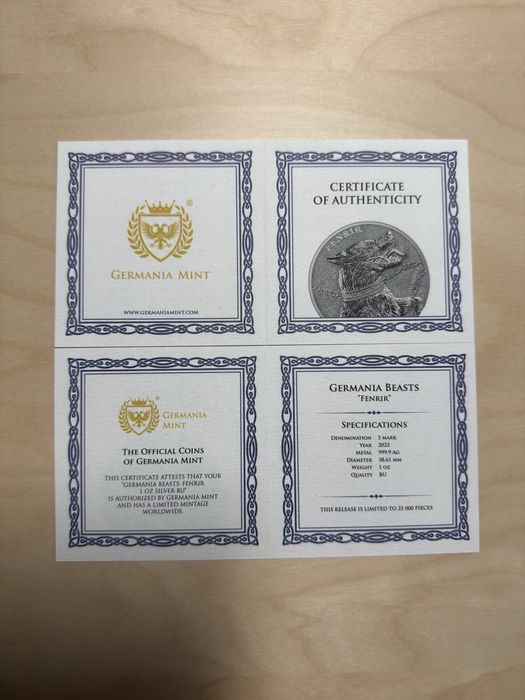 ®
GERMANIA MINT
WWW.GERMANIAMINT.COM
CERTIFICATE
OF AUTHENTICITY
FENRIR
®
GERMANIA
MINT
THE OFFICIAL COINS
OF GERMANIA MINT
THIS CERTIFICATE ATTESTS THAT YOUR
"GERMANIA BEASTS: FENRIR
1 OZ SILVER BU"
IS AUTHORIZED BY GERMANIA MINT
AND HAS A LIMITED MINTAGE
WORLDWIDE
GERMANIA BEASTS
"FENRIR"
SPECIFICATIONS
DENOMINATION 5 MARK
YEAR 2022
METAL 999.9 AG
DIAMETER 38.61 MM
WEIGHT 1 OZ
QUALITY BU
THIS RELEASE IS LIMITED TO 25 000 PIECES